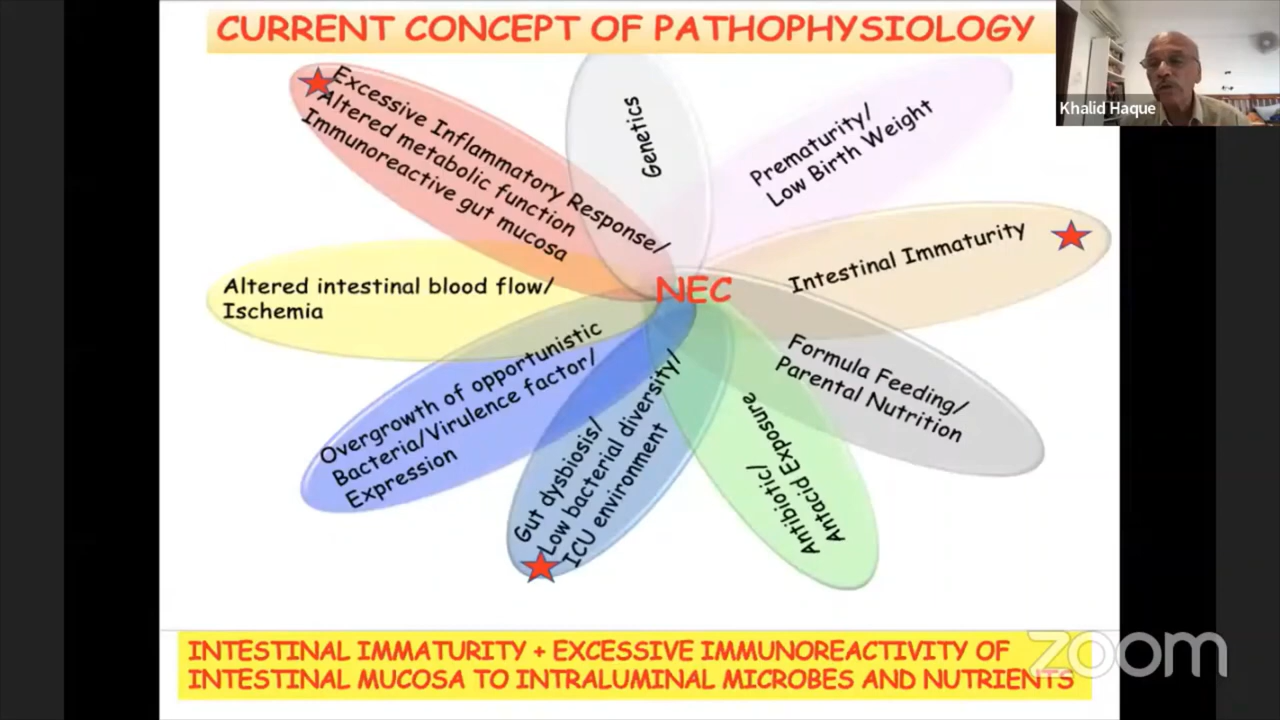 CURRENT CONCEPT OF PATHOPHYSIOLOGY
Khalid Haque
Excessive Inflammatory Response/
Altered metabolic function
Immunoreactive gut mucosa
Genetics
Prematurity/
Low Birth Weight
Intestinal Immaturity
NEC
Altered intestinal blood flow/
Ischemia
Formula Feeding/
Parental Nutrition
Overgrowth of opportunistic
Bacteria/Virulence factor/
Expression
Gut dysbiosis/
Low bacterial diversity/
ICU environment
Antibiotic/
Antacid Exposure
INTESTINAL IMMATURITY + EXCESSIVE IMMUNOREACTIVITY OF
INTESTINAL MUCOSA TO INTRALUMINAL MICROBES AND NUTRIENTS
zoom